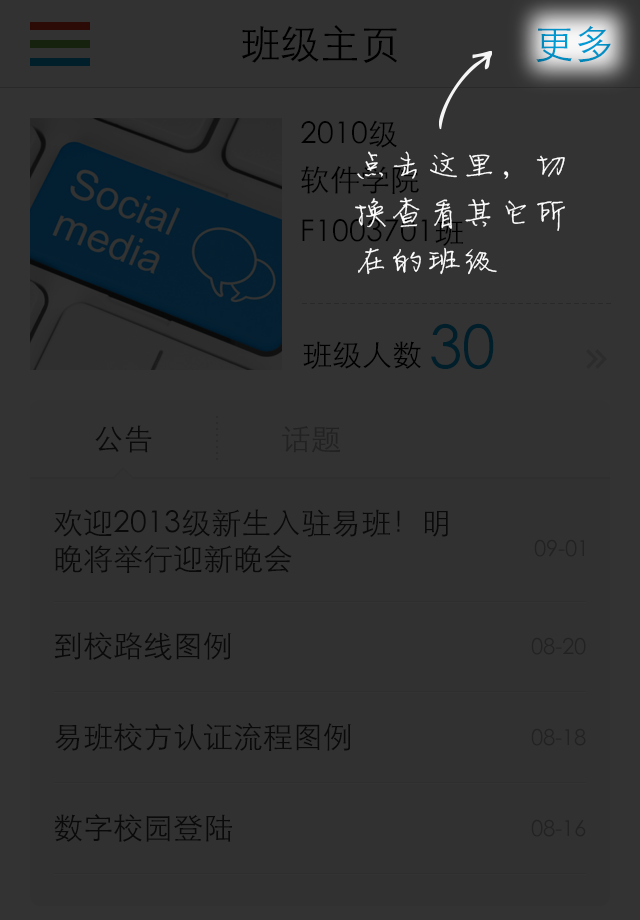 班级主页
更多
Social
media
2010级
软件学院
F1003701班
点击这里，切
换查看其它所
在的班级
班级人数 30
公告
话题
欢迎2013级新生入驻易班！明
晚将举行迎新晚会
09-01
到校路线图例
08-20
易班校方认证流程图例
08-18
数字校园登陆
08-16